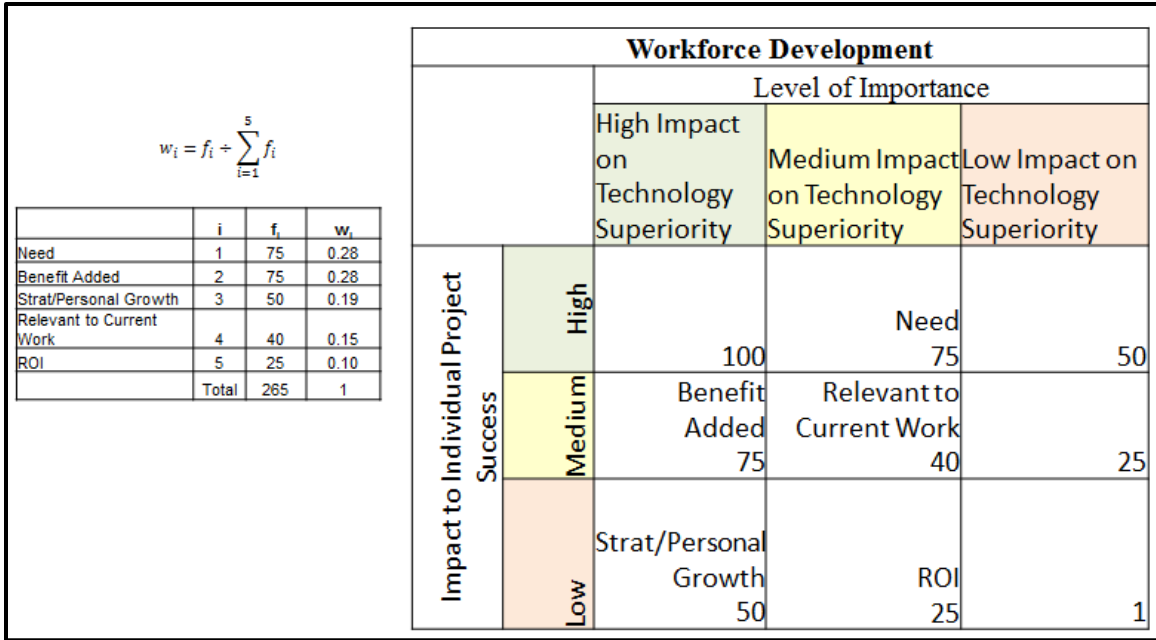 w_i = f_i ÷ \sum_{i=1}^{5} f_i
i f_i w_i
Need 1 75 0.28
Benefit Added 2 75 0.28
Strat/Personal Growth 3 50 0.19
Relevant to Current
Work 4 40 0.15
ROI 5 25 0.10
Total 265 1
Workforce Development
Level of Importance
High Impact
on
Technology
Superiority
Medium Impact
on Technology
Superiority
Low Impact on
Technology
Superiority
Impact to Individual Project
Success
High
100
Need
75
50
Medium
Benefit
Added
75
Relevant to
Current Work
40
25
Low
Strat/Personal
Growth
50
ROI
25
1